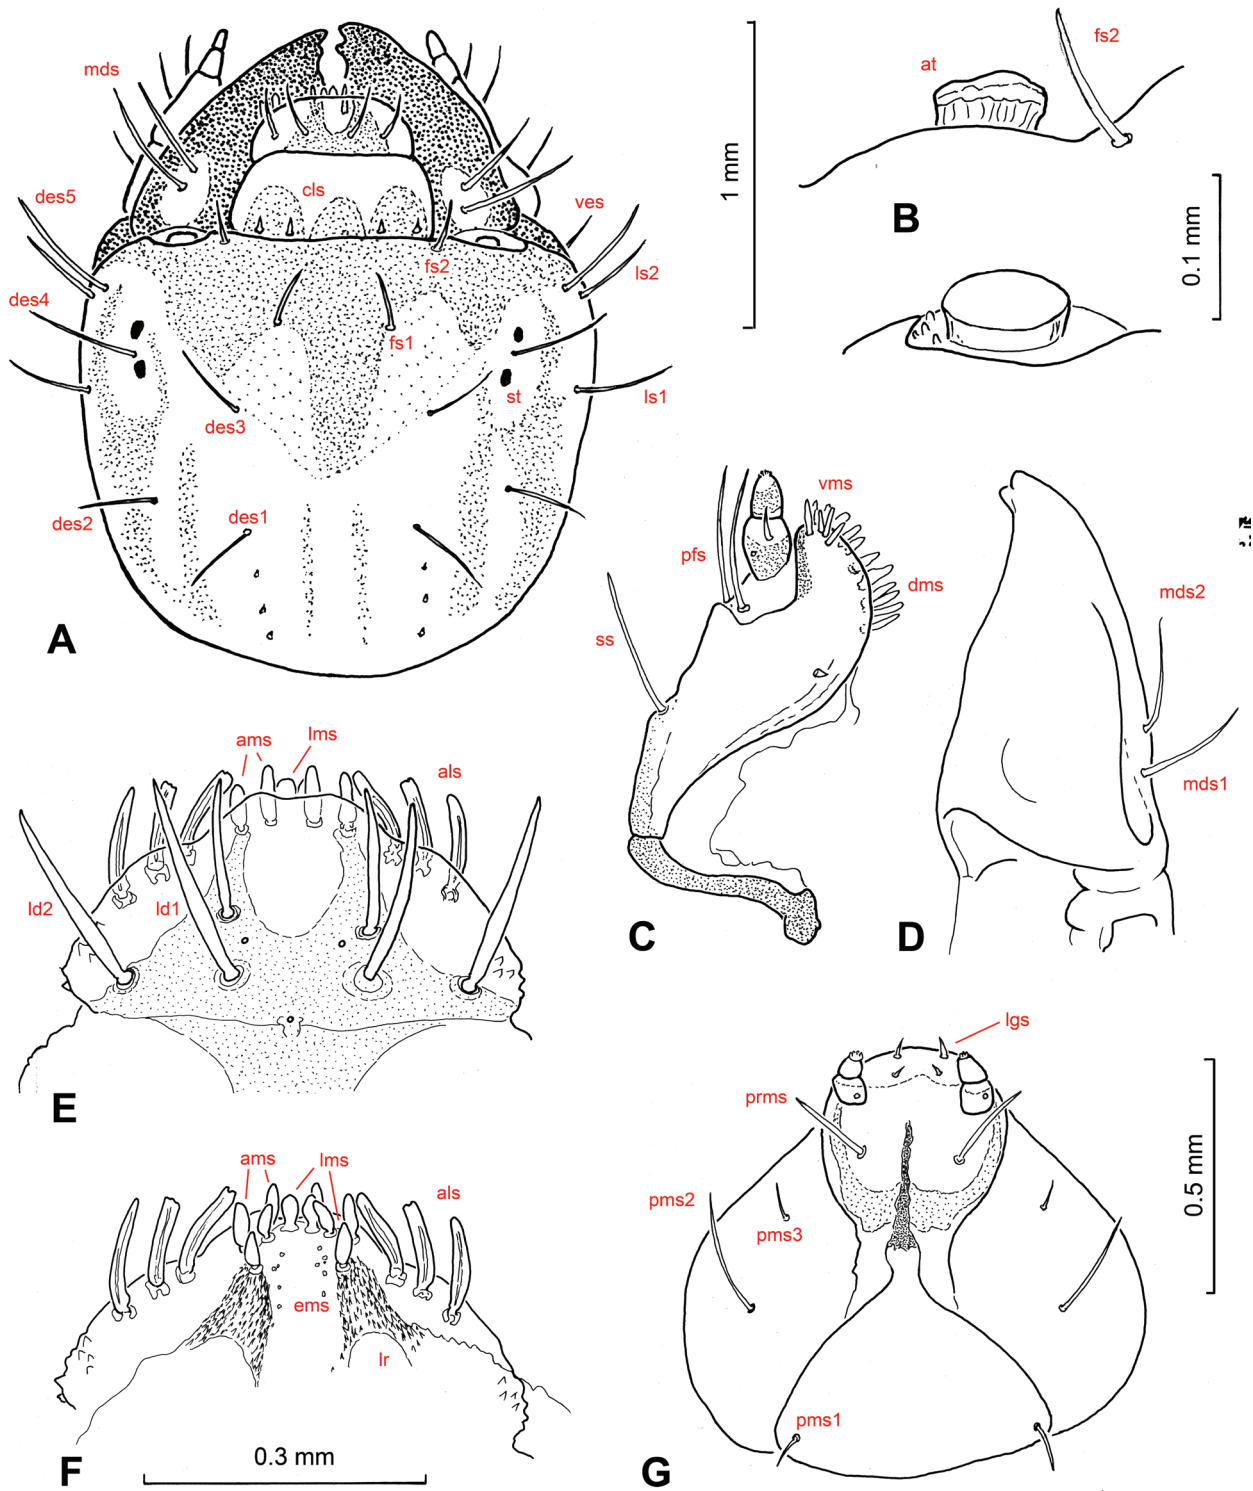 mds
cls
des5
ves
ls2
fs2
des4
fs1
st
ls1
des3
des2
des1
A
1 mm
at
fs2
B
0.1 mm
vms
pfs
dms
ss
C
mds2
mds1
D
ams
lms
als
ld2
ld1
E
ams
lms
als
ems
lr
F
0.3 mm
lgs
prms
pms2
pms3
pms1
G
0.5 mm